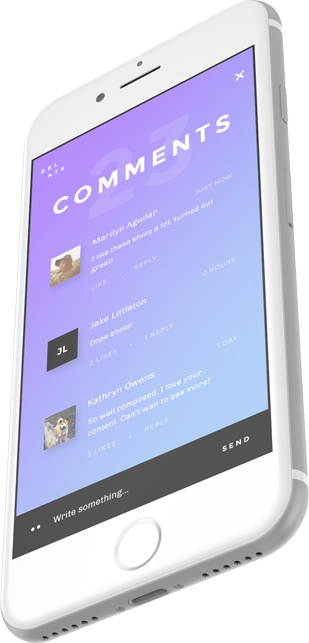 REL
ATE
23
COMMENTS
JUST NOW
Marilyn Aguilar
I like these shots a lot, turned out
great!
LIKE • REPLY
2 HOURS
Jake Littleton
JL
Dope shots!
2 LIKES • 1 REPLY
1 DAY
Kathryn Owens
So well composed. I love your
content. Can't wait to see more!
3 LIKES • REPLY
Write something...
SEND